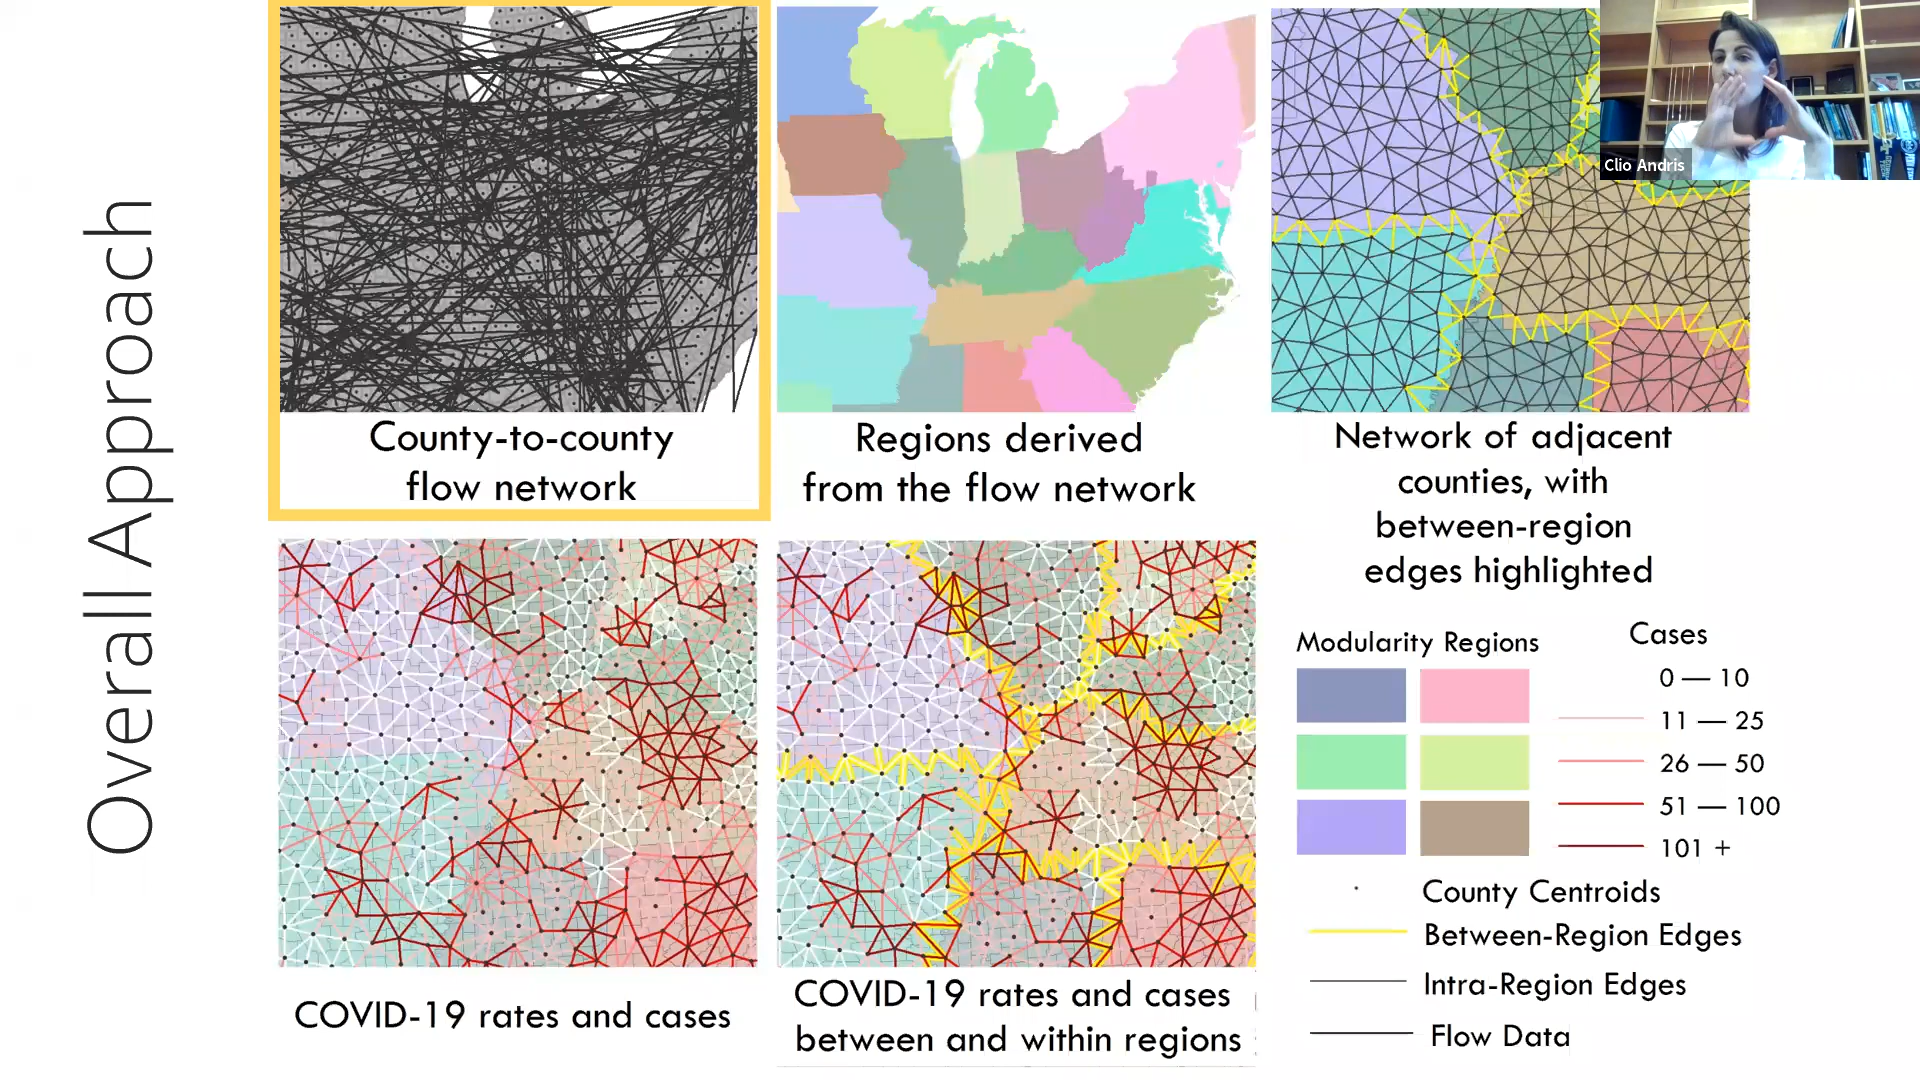 Overall Approach
County-to-county
flow network
Regions derived
from the flow network
Network of adjacent
counties, with
between-region
edges highlighted
Clio Andris
COVID-19 rates and cases
COVID-19 rates and cases
between and within regions
Modularity Regions
Cases
0 — 10
11 — 25
26 — 50
51 — 100
101 +
County Centroids
Between-Region Edges
Intra-Region Edges
Flow Data